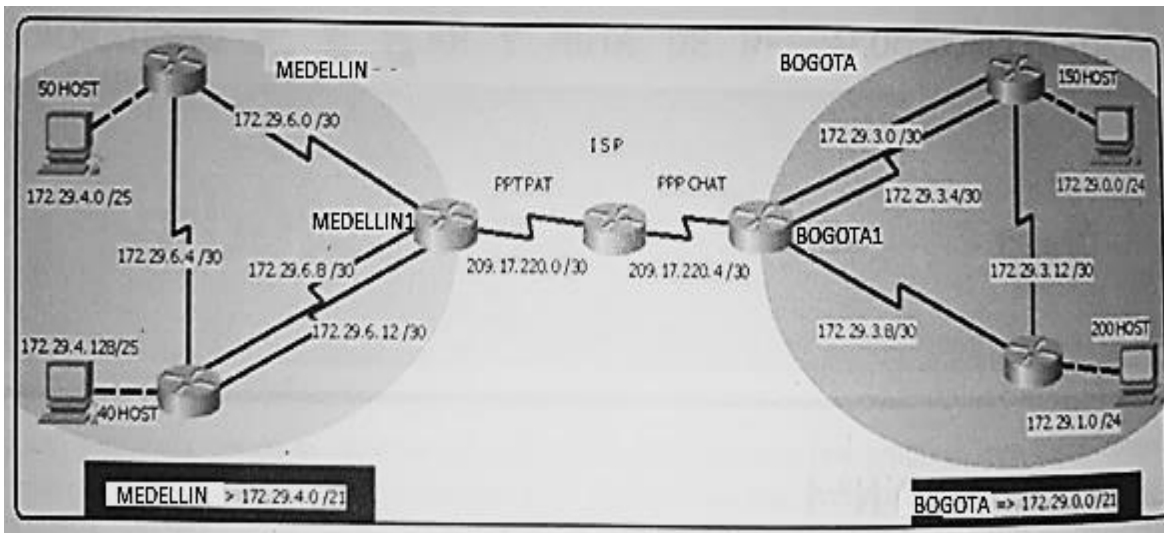 MEDELLIN
BOGOTA
50 HOST
150 HOST
172.29.6.0 /30
172.29.3.0 /30
ISP
172.29.4.0 /25
PPT PAT
PPP CHAT
172.29.3.4/30
172.29.0.0 /24
MEDELLIN1
BOGOTA1
172.29.6.4 /30
172.29.6.8 /30
209.17.220.0 /30
209.17.220.4 /30
172.29.3.12 /30
172.29.6.12 /30
172.29.3.8/30
200 HOST
172.29.4.128/25
40 HOST
172.29.1.0 /24
MEDELLIN > 172.29.4.0 /21
BOGOTA => 172.29.0.0 /21